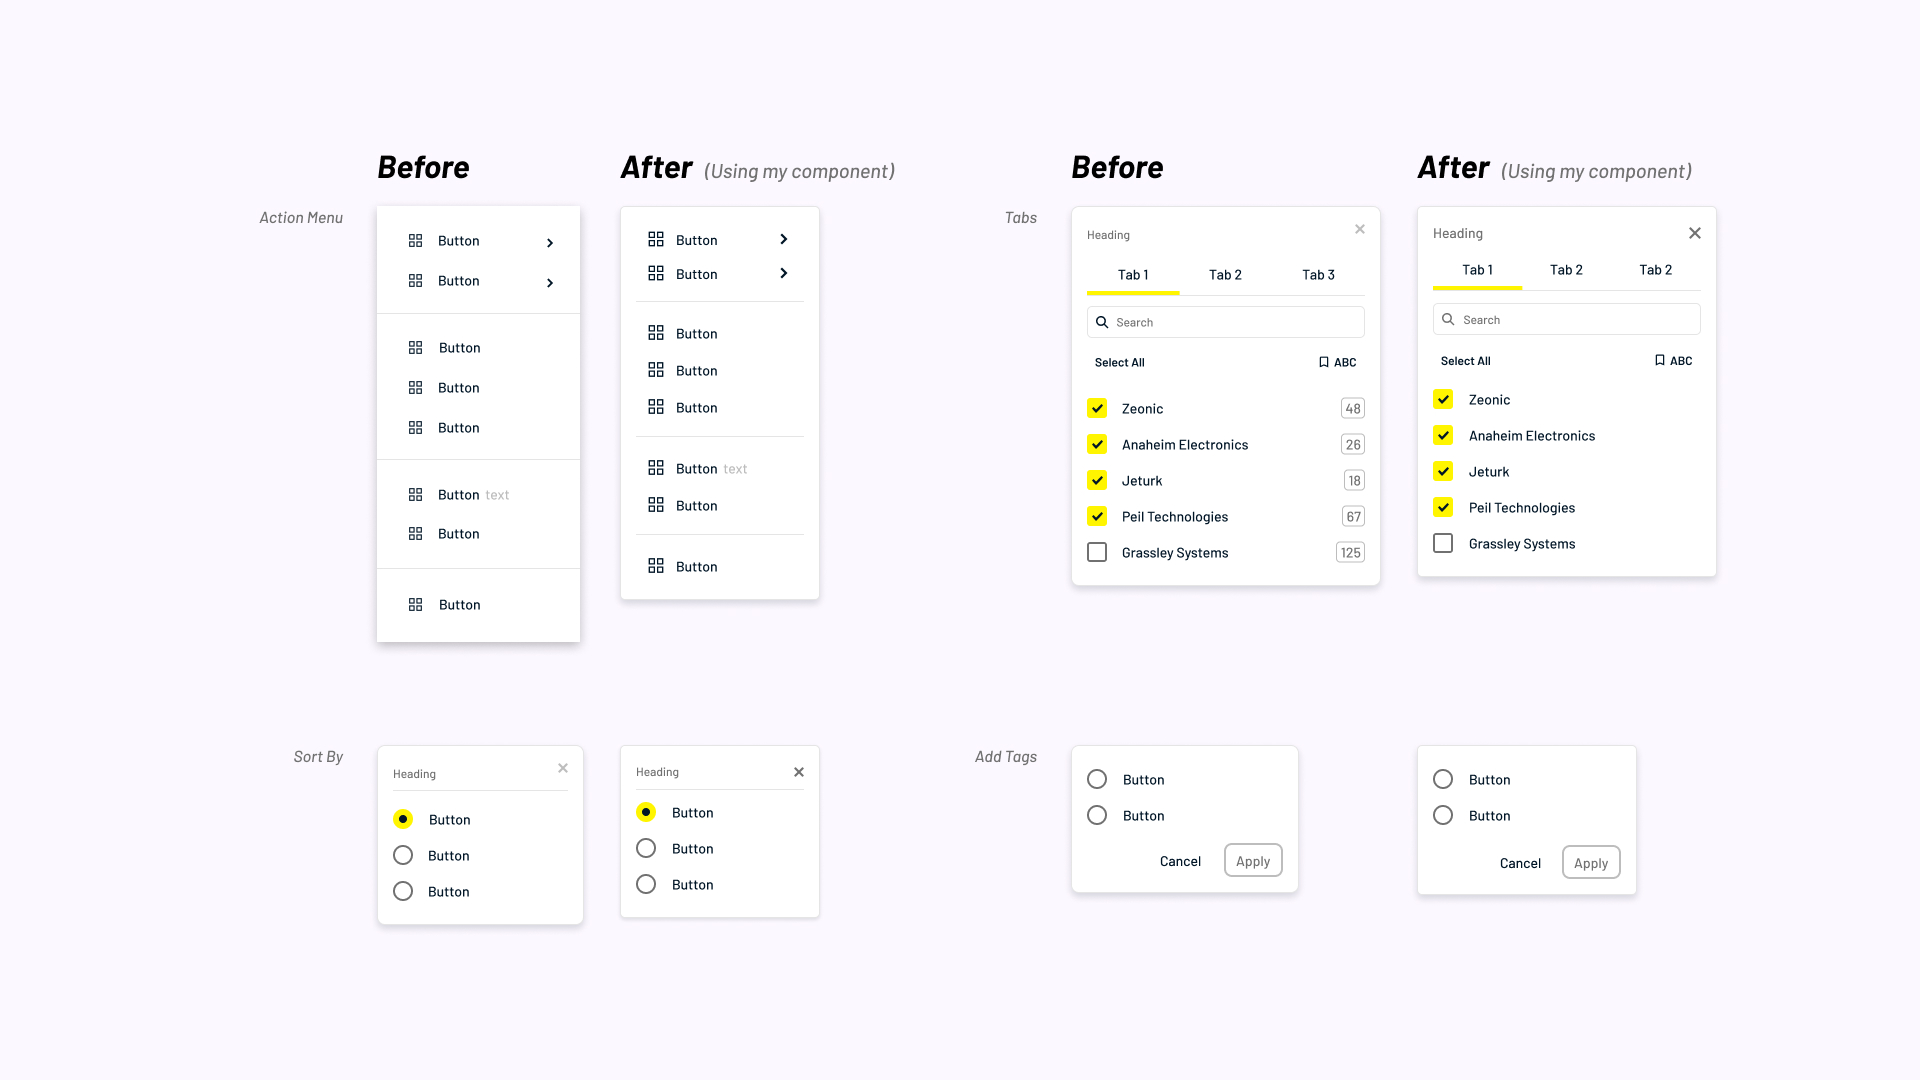 Before
After (Using my component)
Action Menu
Button
Button
Button
Button
Button
Button text
Button
Button
Button
Button
Button
Button
Button
Button text
Button
Button
Before
After (Using my component)
Tabs
Heading
Tab 1 Tab 2 Tab 3
Search
Select All ABC
Zeonic 48
Anaheim Electronics 26
Jeturk 18
Peil Technologies 67
Grassley Systems 125
Heading
Tab 1 Tab 2 Tab 2
Search
Select All ABC
Zeonic
Anaheim Electronics
Jeturk
Peil Technologies
Grassley Systems
Sort By
Heading
Button
Button
Button
Heading
Button
Button
Button
Add Tags
Button
Button
Cancel Apply
Button
Button
Cancel Apply